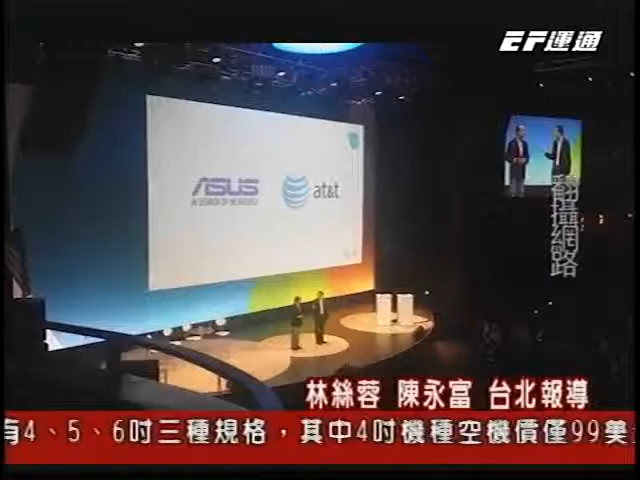 EF運通
ASUS
IN SEARCH OF INCREDIBLE
at&t
翻攝網路
林絲蓉 陳永富 台北報導
有4、5、6吋三種規格，其中4吋機種空機價僅99美